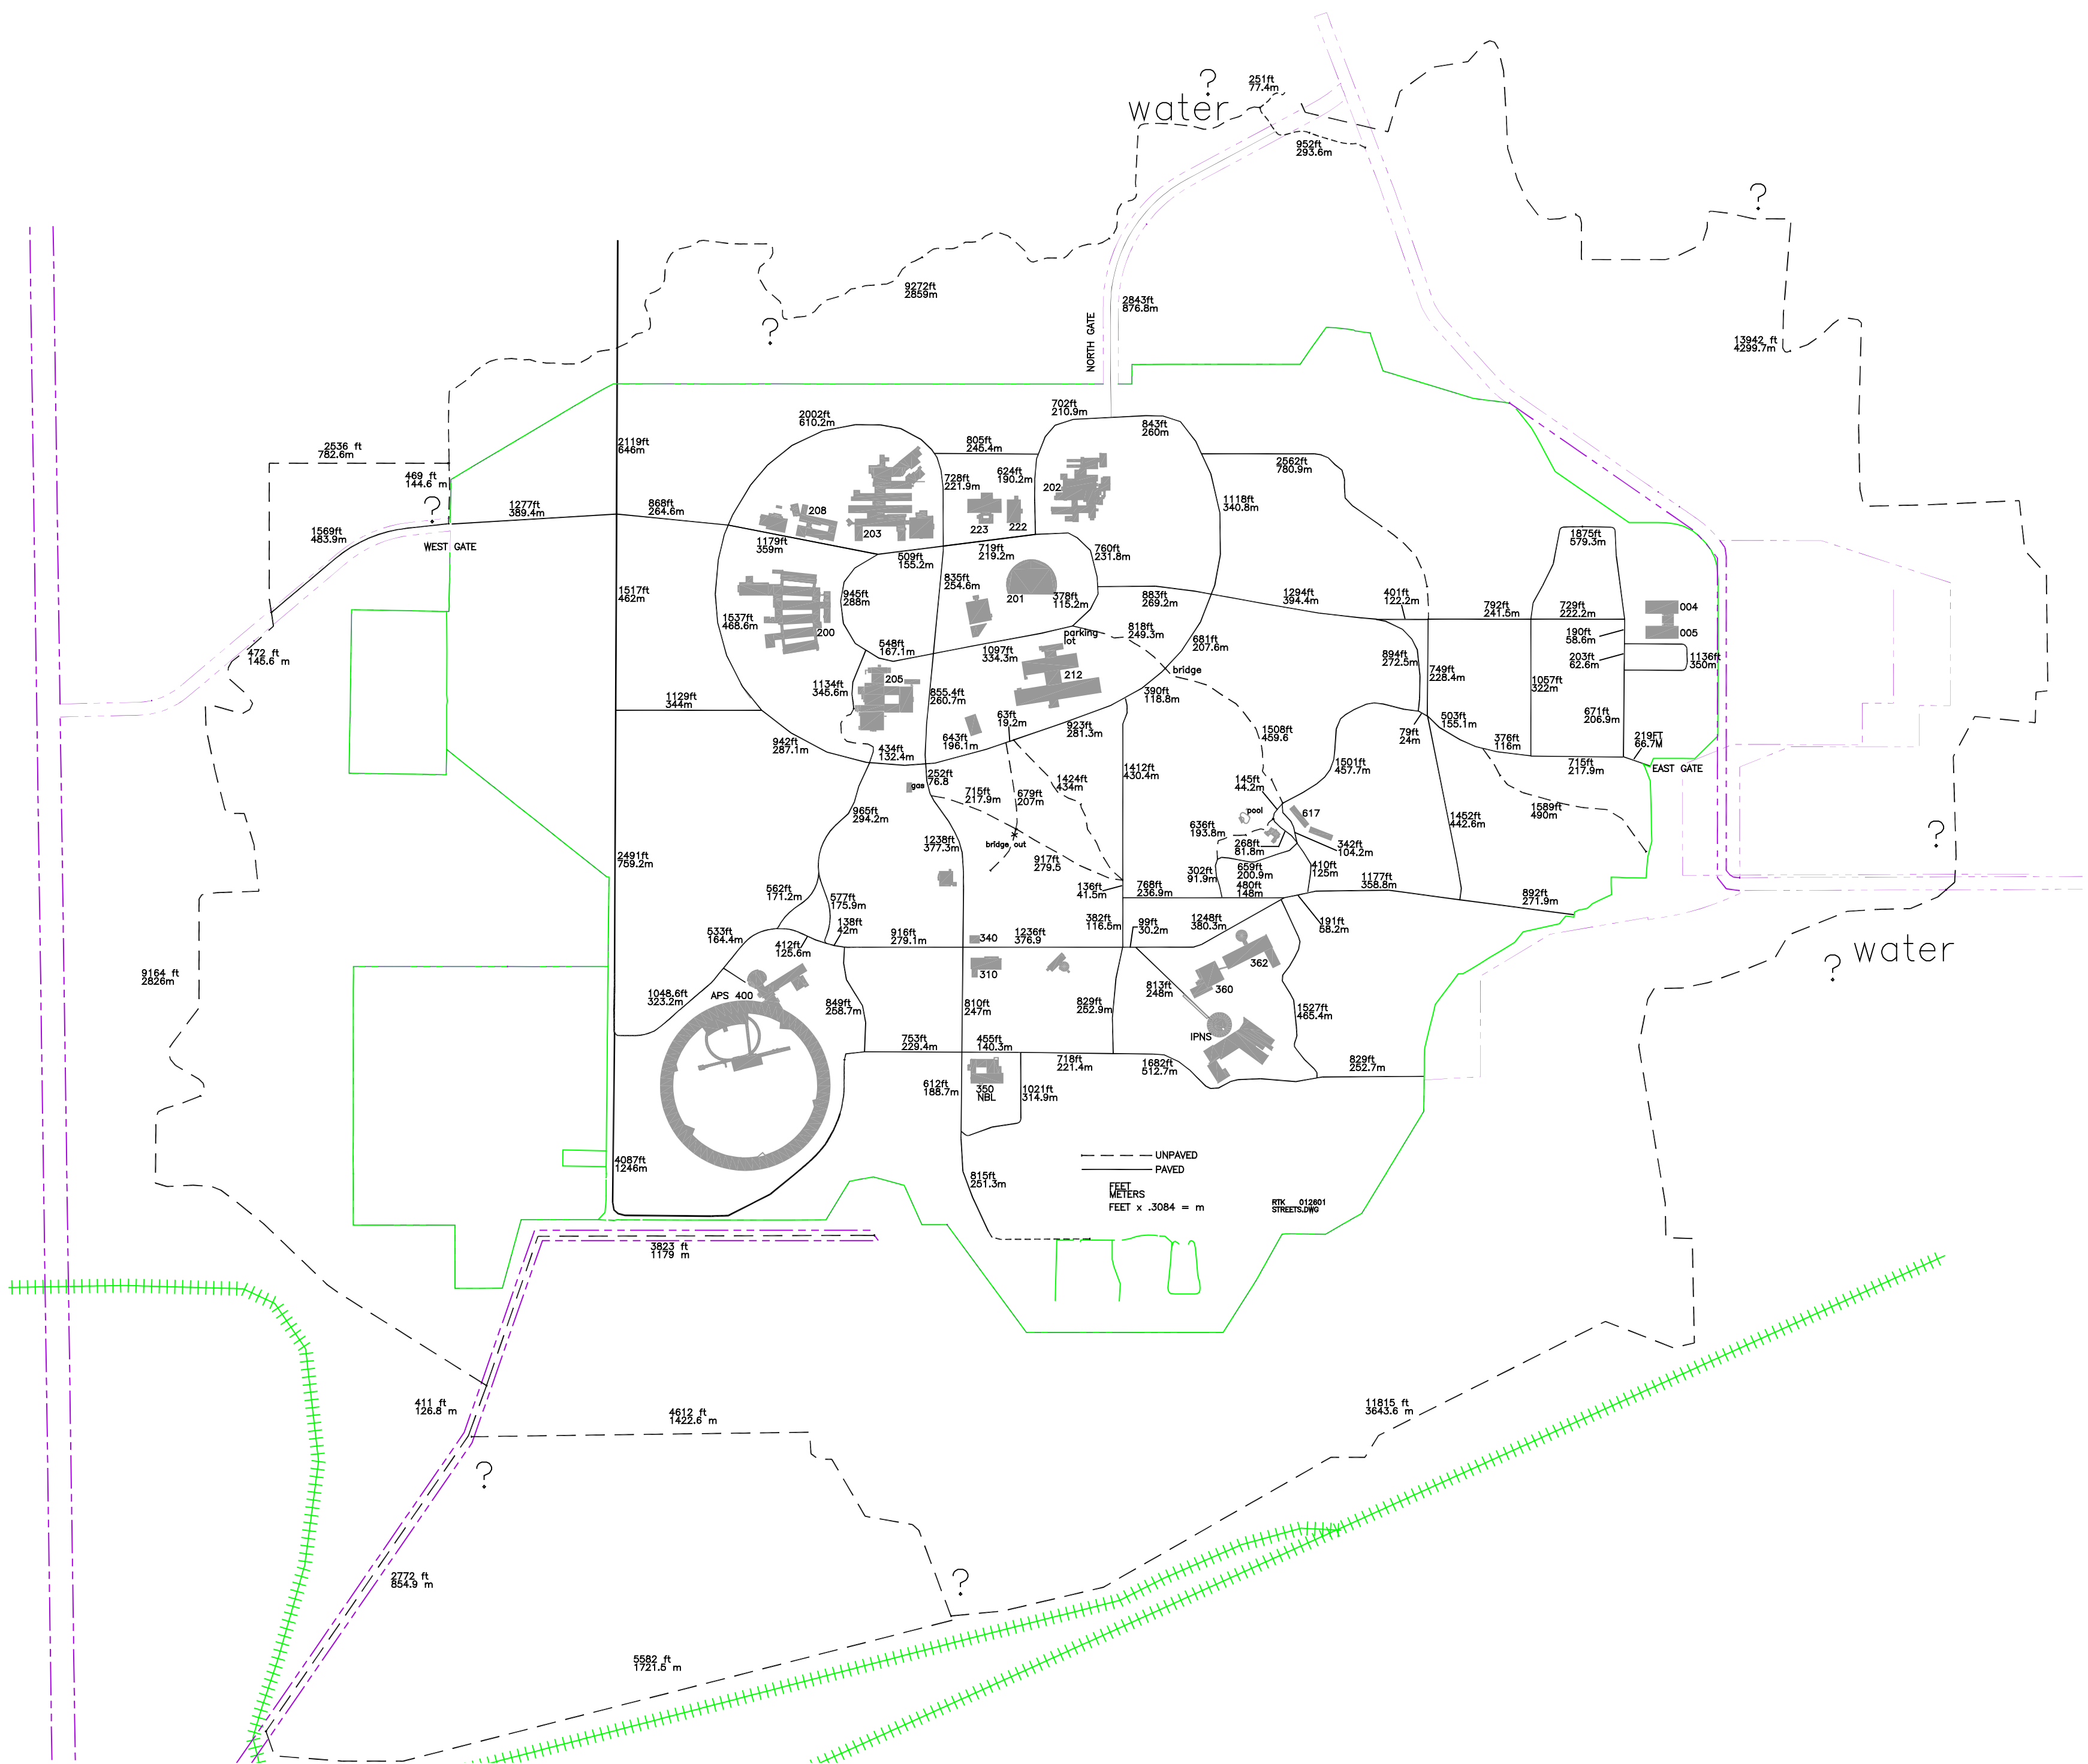 ?
251ft
77.4m
water
952ft
293.6m
?
9272ft
2859m
2843ft
876.8m
NORTH GATE
?
13942 ft
4299.7m
702ft
210.9m
2002ft
610.2m
843ft
260m
2119ft
646m
805ft
245.4m
2536 ft
782.6m
2562ft
780.9m
469 ft
144.6 m
728ft
221.9m
624ft
190.2m
202
1118ft
340.8m
?
1277ft
389.4m
868ft
264.6m
208
203
223
222
1569ft
483.9m
WEST GATE
1179ft
359m
509ft
155.2m
719ft
219.2m
760ft
231.8m
1875ft
579.3m
835ft
254.6m
1517ft
462m
945ft
288m
201
378ft
115.2m
883ft
269.2m
1294ft
394.4m
401ft
122.2m
792ft
241.5m
729ft
222.2m
004
1537ft
468.6m
200
parking
lot
818ft
249.3m
681ft
207.6m
190ft
58.6m
005
548ft
167.1m
1097ft
334.3m
472 ft
145.6 m
894ft
272.5m
749ft
228.4m
203ft
62.6m
1136ft
350m
bridge
212
205
1134ft
345.6m
855.4ft
260.7m
1057ft
322m
1129ft
344m
390ft
118.8m
63ft
19.2m
923ft
281.3m
671ft
206.9m
503ft
155.1m
79ft
24m
376ft
116m
942ft
287.1m
434ft
132.4m
643ft
196.1m
1508ft
459.6
219FT
66.7M
715ft
217.9m
EAST GATE
252ft
76.8
gas
1424ft
434m
1412ft
430.4m
1501ft
457.7m
145ft
44.2m
715ft
217.9m
679ft
207m
965ft
294.2m
pool
617
1589ft
490m
1452ft
442.6m
636ft
193.8m
1238ft
377.3m
bridge out
268ft
81.8m
342ft
104.2m
2491ft
759.2m
917ft
279.5
302ft
91.9m
659ft
200.9m
410ft
125m
1177ft
358.8m
136ft
41.5m
768ft
236.9m
480ft
148m
892ft
271.9m
562ft
171.2m
577ft
175.9m
?
138ft
42m
382ft
116.5m
99ft
30.2m
1248ft
380.3m
191ft
58.2m
533ft
164.4m
412ft
125.6m
916ft
279.1m
340
1236ft
376.9
water
?
9164 ft
2826m
310
362
1048.6ft
323.2m
APS 400
849ft
258.7m
810ft
247m
829ft
252.9m
813ft
248m
360
1527ft
465.4m
IPNS
753ft
229.4m
455ft
140.3m
718ft
221.4m
1682ft
512.7m
829ft
252.7m
612ft
188.7m
350
NBL
1021ft
314.9m
4087ft
1246m
UNPAVED
PAVED
815ft
251.3m
FEET
METERS
FEET x .3084 = m
RTK 012601
STREETS.DWG
3823 ft
1179 m
411 ft
126.8 m
4612 ft
1422.6 m
11815 ft
3643.6 m
?
2772 ft
854.9 m
?
5582 ft
1721.5 m